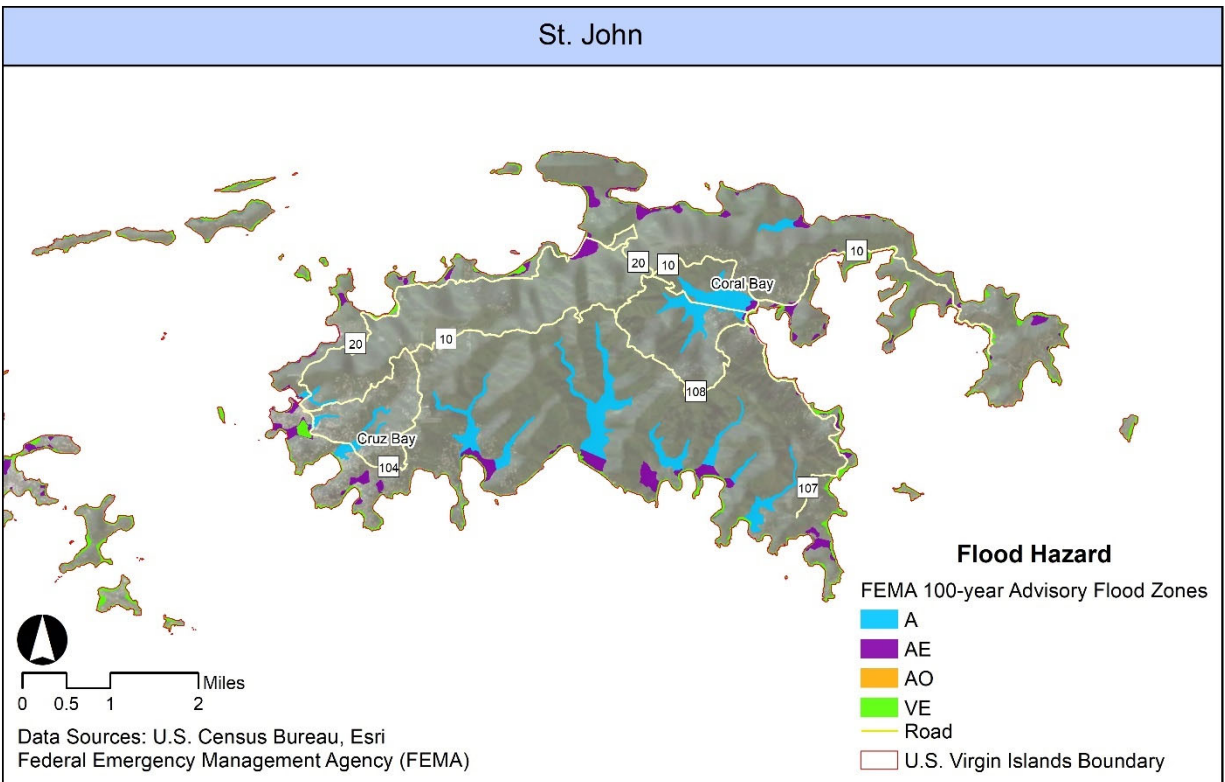 St. John
20
10
10
Coral Bay
20
10
108
Cruz Bay
104
107
Flood Hazard
FEMA 100-year Advisory Flood Zones
A
AE
AO
VE
Road
U.S. Virgin Islands Boundary
Miles
0 0.5 1 2
Data Sources: U.S. Census Bureau, Esri
Federal Emergency Management Agency (FEMA)